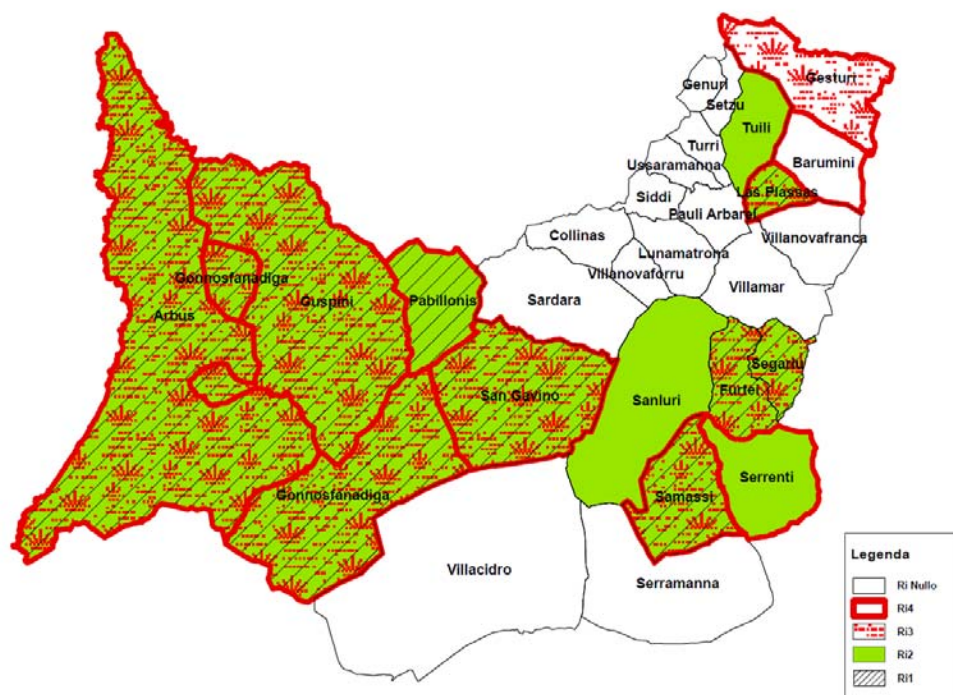 Gesturi
Genuri
Setzu
Tuili
Turri
Barumini
Ussaramanna
Las Plassas
Siddi
Pauli Arbarei
Collinas
Villanovafranca
Lunamatrona
Gonnosfanadiga
Villanovaforru
Guspini
Pabillonis
Sardara
Villamar
Arbus
Segariu
Furtei
San Gavino
Sanluri
Serrenti
Gonnosfanadiga
Samassi
Villacidro
Serramanna
Legenda
Ri Nullo
Ri4
Ri3
Ri2
Ri1